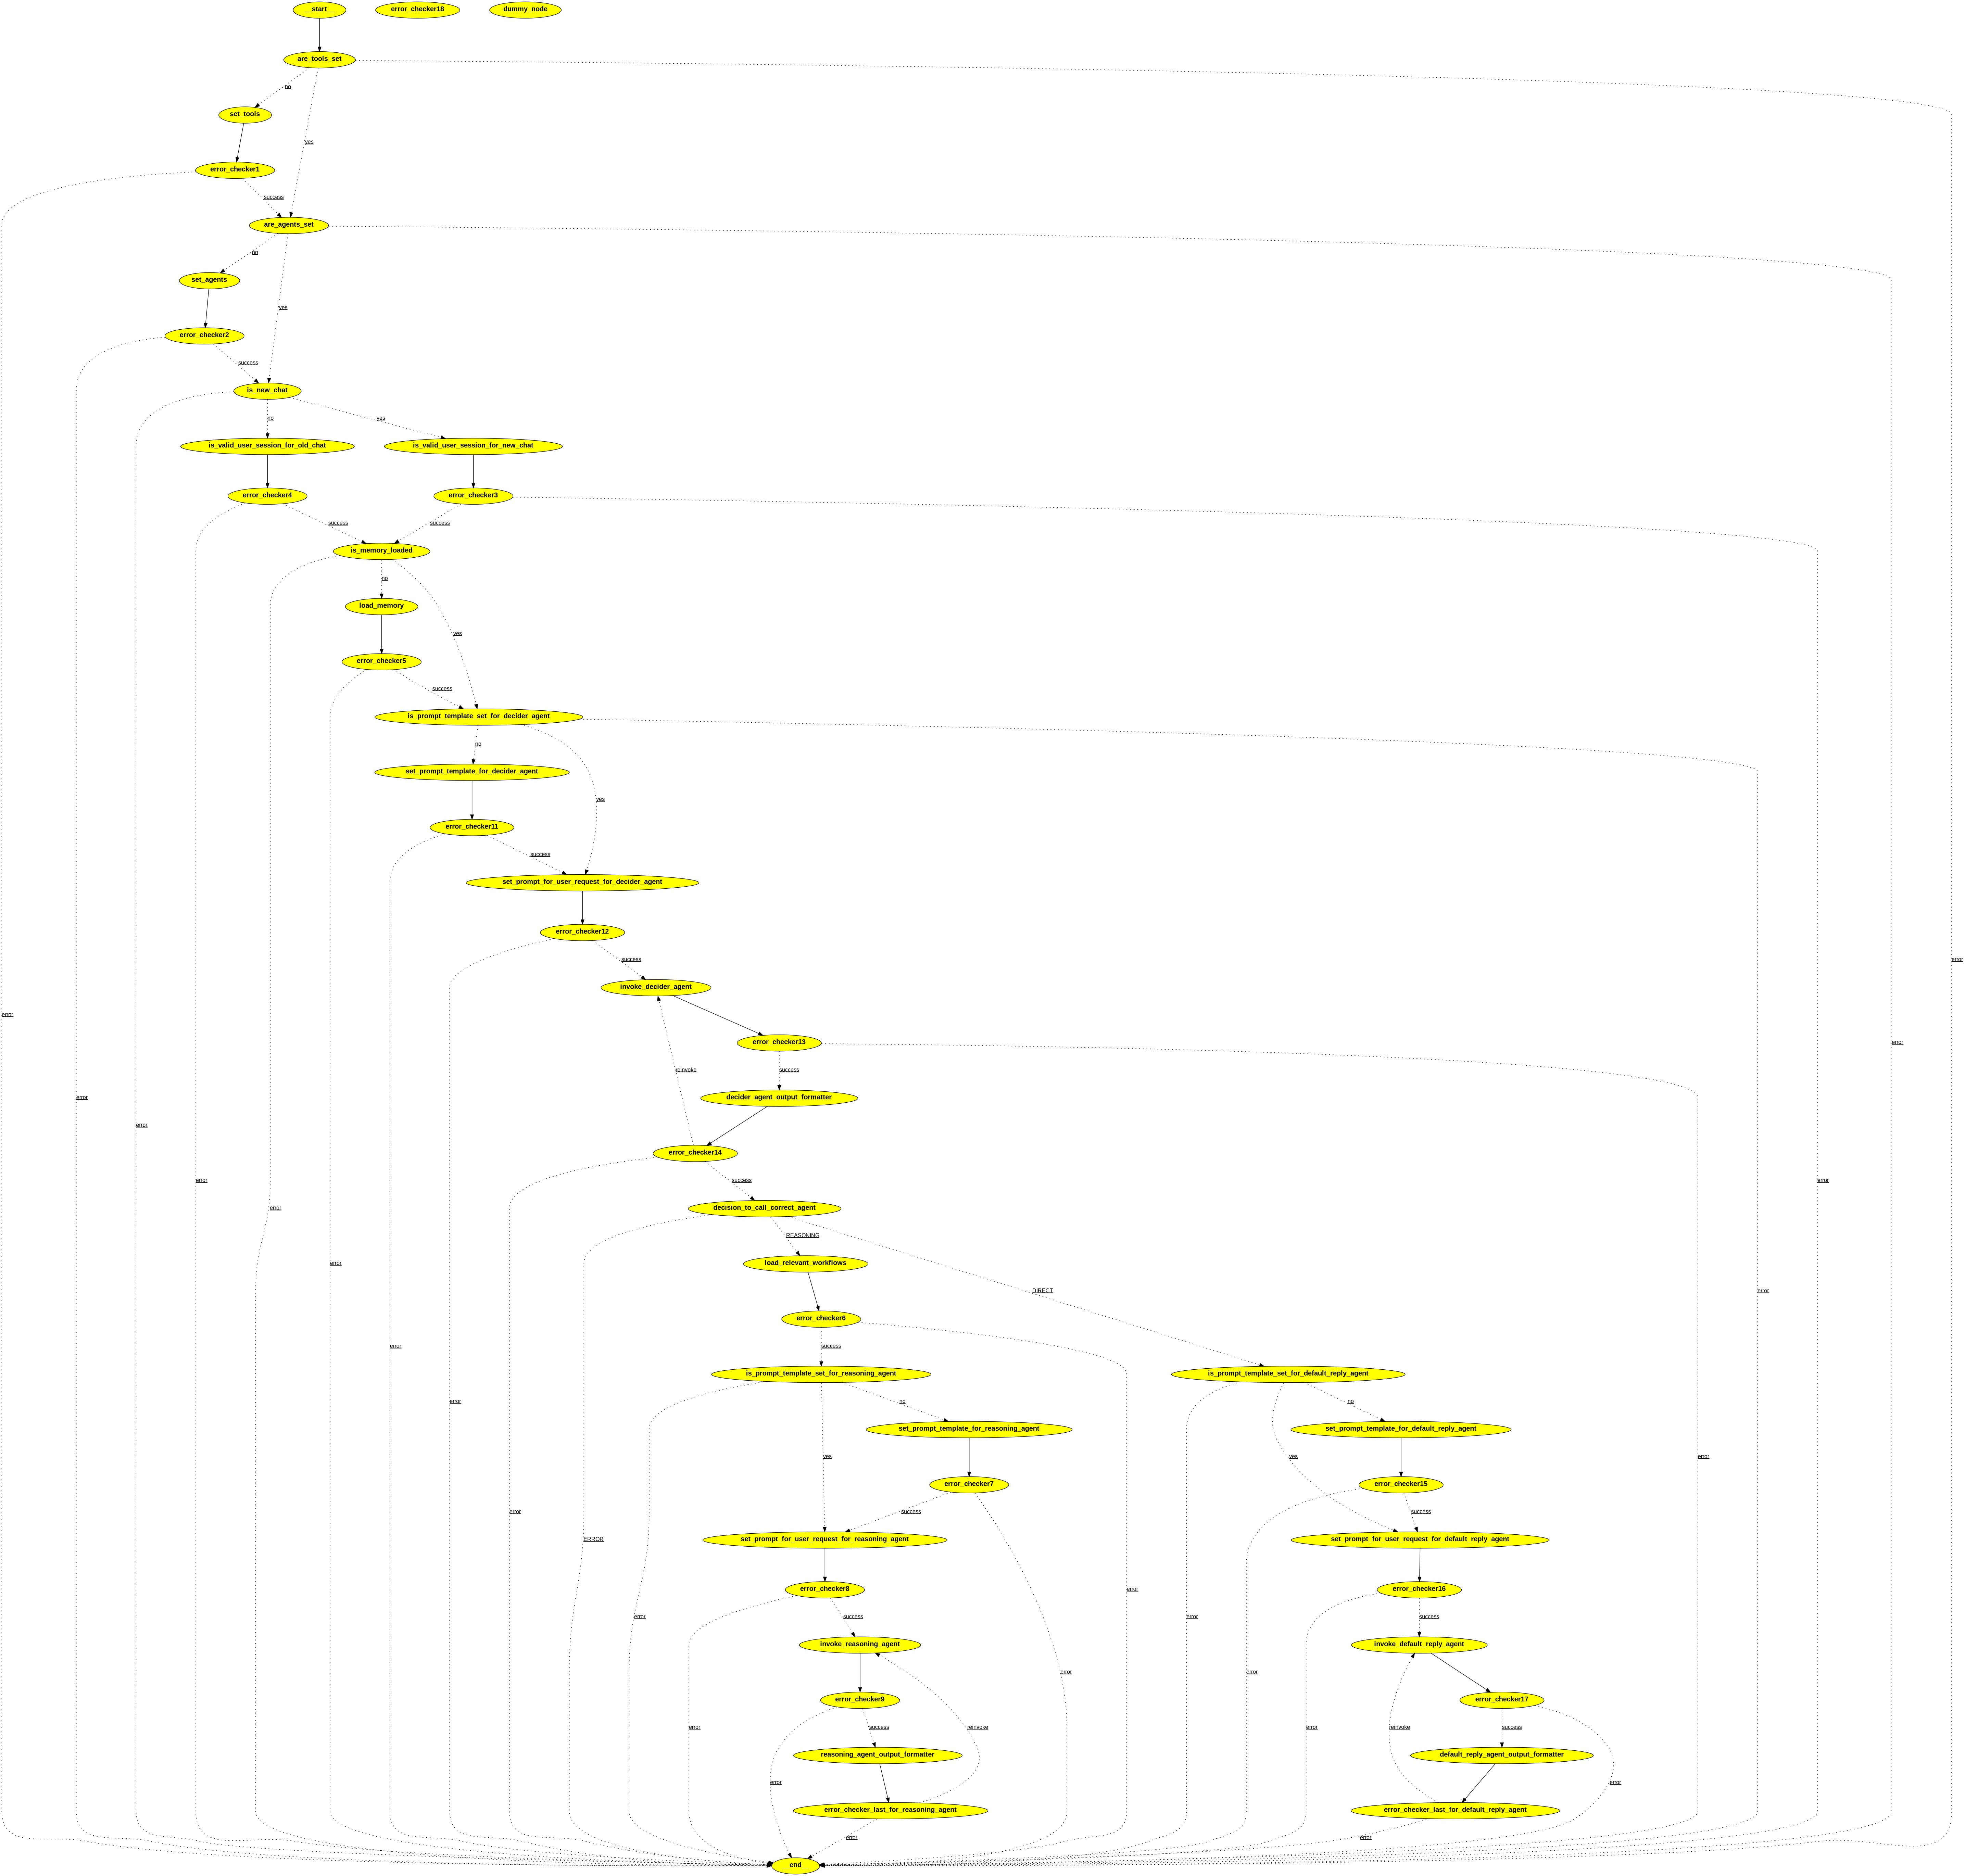 __start__
error_checker18
dummy_node
are_tools_set
no
set_tools
yes
error_checker1
success
are_agents_set
no
set_agents
yes
error_checker2
success
is_new_chat
no
yes
is_valid_user_session_for_old_chat
is_valid_user_session_for_new_chat
error_checker4
error_checker3
success
success
is_memory_loaded
no
load_memory
yes
error_checker5
success
is_prompt_template_set_for_decider_agent
no
set_prompt_template_for_decider_agent
yes
error_checker11
success
set_prompt_for_user_request_for_decider_agent
error_checker12
success
error
invoke_decider_agent
error
error_checker13
error
reinvoke
success
error
decider_agent_output_formatter
error
error_checker14
error
success
error
error
decision_to_call_correct_agent
REASONING
load_relevant_workflows
error
DIRECT
error
error_checker6
error
success
is_prompt_template_set_for_reasoning_agent
is_prompt_template_set_for_default_reply_agent
error
no
no
set_prompt_template_for_reasoning_agent
set_prompt_template_for_default_reply_agent
yes
yes
error
error_checker7
error_checker15
error
success
success
ERROR
set_prompt_for_user_request_for_reasoning_agent
set_prompt_for_user_request_for_default_reply_agent
error_checker8
error
error_checker16
error
success
error
success
invoke_reasoning_agent
invoke_default_reply_agent
error
error
error_checker9
error_checker17
error
success
reinvoke
error
reinvoke
success
reasoning_agent_output_formatter
default_reply_agent_output_formatter
error
error
error_checker_last_for_reasoning_agent
error_checker_last_for_default_reply_agent
error
error
__end__